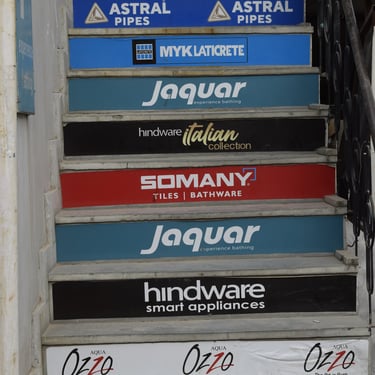 ASTRAL PIPES ASTRAL PIPES
MYK LATICRETE
Jaquar
experience bathing
hindware italian
collection
SOMANY
TILES | BATHWARE
Jaquar
experience bathing
hindware
smart appliances
AQUA AQUA AQUA
Ozzo Ozzo Ozzo